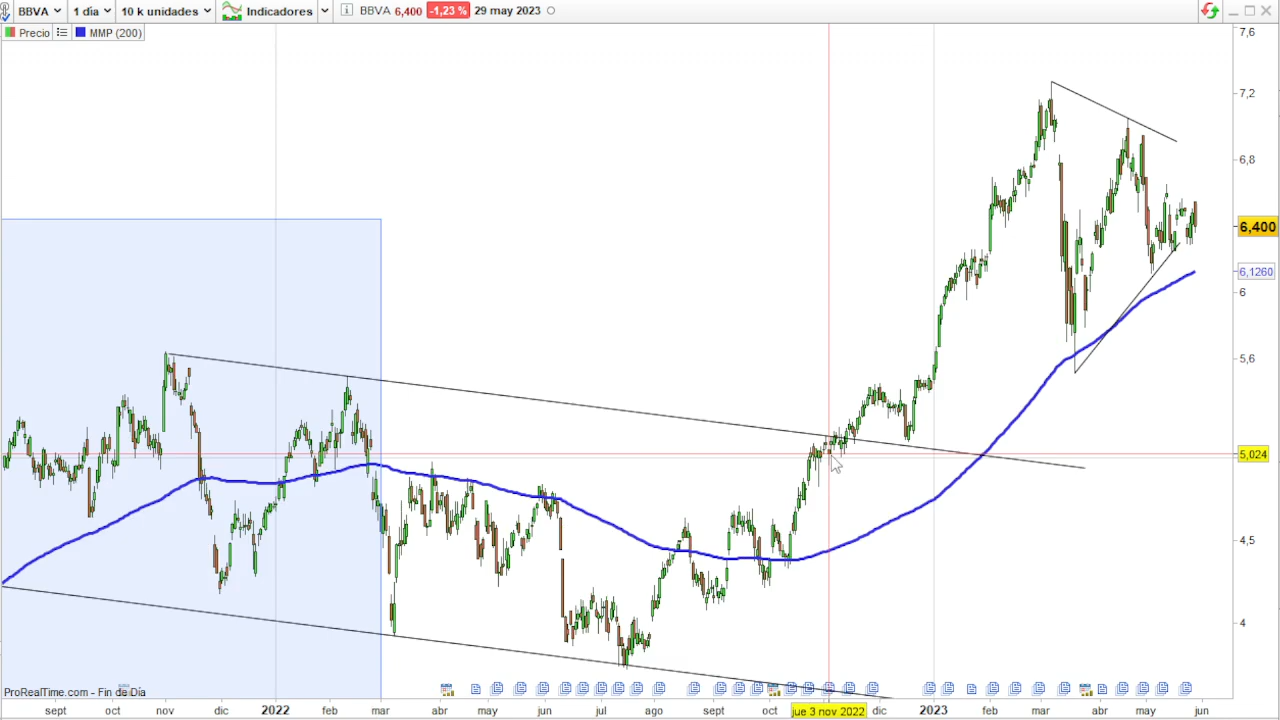 BBVA 1 día 10 k unidades Indicadores BBVA 6,400 -1,23 % 29 may 2023
Precio MMP (200)
7,6
7,2
6,8
6,400
6,1260
6
5,6
5,024
4,5
4
ProRealTime.com - Fin de Día
sept oct nov dic 2022 feb mar abr may jun jul ago sept oct jue 3 nov 2022 dic 2023 feb mar abr may jun